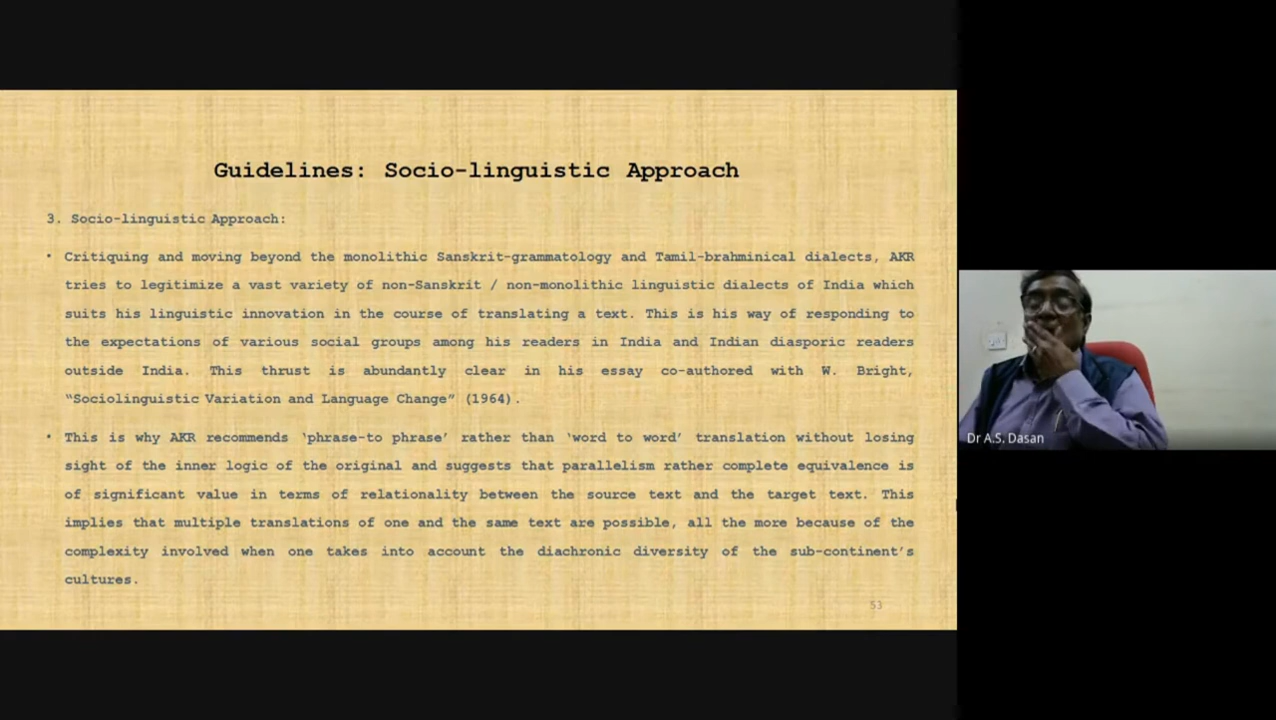 Guidelines: Socio-linguistic Approach
3. Socio-linguistic Approach:
• Critiquing and moving beyond the monolithic Sanskrit-grammatology and Tamil-brahminical dialects, AKR
tries to legitimize a vast variety of non-Sanskrit / non-monolithic linguistic dialects of India which
suits his linguistic innovation in the course of translating a text. This is his way of responding to
the expectations of various social groups among his readers in India and Indian diasporic readers
outside India. This thrust is abundantly clear in his essay co-authored with W. Bright,
“Sociolinguistic Variation and Language Change” (1964).
• This is why AKR recommends ‘phrase-to phrase’ rather than ‘word to word’ translation without losing
sight of the inner logic of the original and suggests that parallelism rather complete equivalence is
of significant value in terms of relationality between the source text and the target text. This
implies that multiple translations of one and the same text are possible, all the more because of the
complexity involved when one takes into account the diachronic diversity of the sub-continent’s
cultures.
53
Dr A.S. Dasan